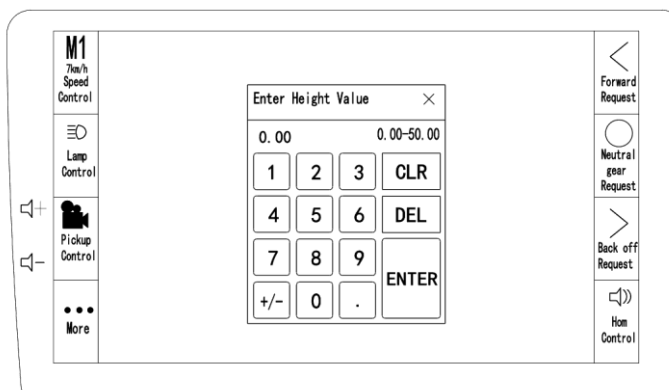 M1
7km/h
Speed
Control
Lamp
Control
Pickup
Control
More
Enter Height Value ×
0.00 0.00-50.00
1 2 3 CLR
4 5 6 DEL
7 8 9
ENTER
+/- 0 .
Forward
Request
Neutral
gear
Request
Back off
Request
Hom
Control